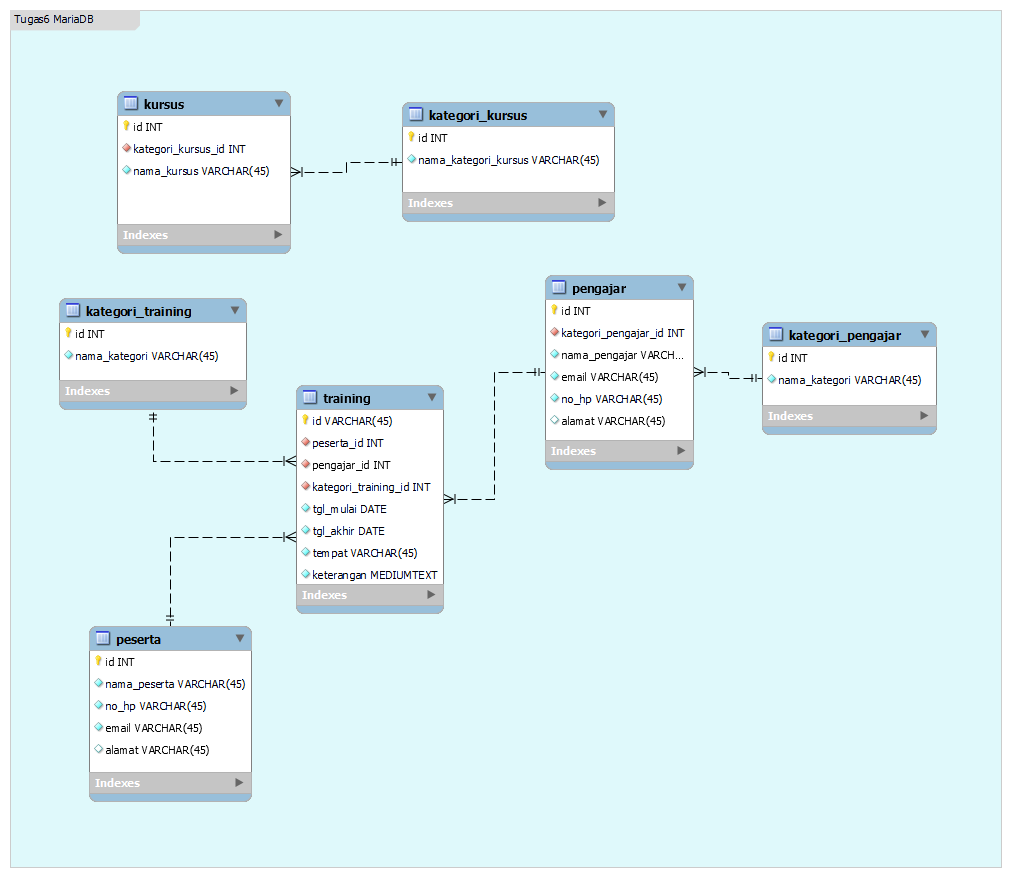 Tugas6 MariaDB
kursus
id INT
kategori_kursus_id INT
nama_kursus VARCHAR(45)
Indexes
kategori_kursus
id INT
nama_kategori_kursus VARCHAR(45)
Indexes
kategori_training
id INT
nama_kategori VARCHAR(45)
Indexes
training
id VARCHAR(45)
peserta_id INT
pengajar_id INT
kategori_training_id INT
tgl_mulai DATE
tgl_akhir DATE
tempat VARCHAR(45)
keterangan MEDIUMTEXT
Indexes
pengajar
id INT
kategori_pengajar_id INT
nama_pengajar VARCH...
email VARCHAR(45)
no_hp VARCHAR(45)
alamat VARCHAR(45)
Indexes
kategori_pengajar
id INT
nama_kategori VARCHAR(45)
Indexes
peserta
id INT
nama_peserta VARCHAR(45)
no_hp VARCHAR(45)
email VARCHAR(45)
alamat VARCHAR(45)
Indexes